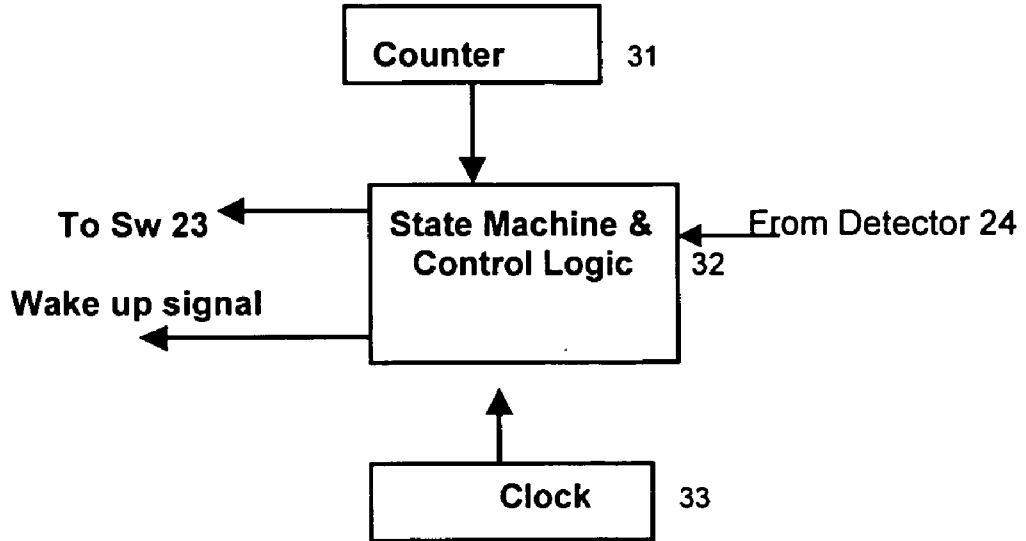 Counter
31
To Sw 23
State Machine &
Control Logic
From Detector 24
32
Wake up signal
Clock
33